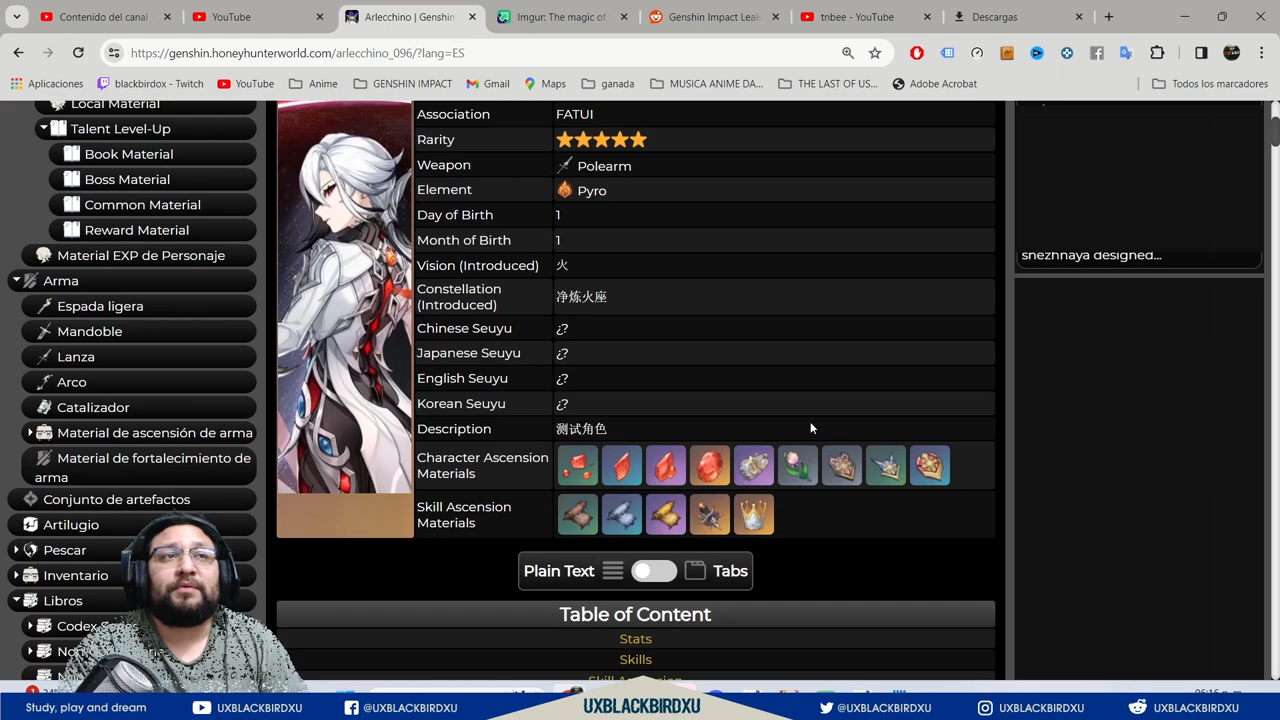 Contenido del canal
YouTube
Arlecchino | Genshin
Imgur: The magic of
Genshin Impact Leak
tnbee - YouTube
Descargas
https://genshin.honeyhunterworld.com/arlecchino_096/?lang=ES
Aplicaciones
blackbirdox - Twitch
YouTube
Anime
GENSHIN IMPACT
Gmail
Maps
ganada
MUSICA ANIME DA...
THE LAST OF US...
Adobe Acrobat
Todos los marcadores
Local Material
Talent Level-Up
Book Material
Boss Material
Common Material
Reward Material
Material EXP de Personaje
Arma
Espada ligera
Mandoble
Lanza
Arco
Catalizador
Material de ascensión de arma
Material de fortalecimiento de
arma
Conjunto de artefactos
Artilugio
Pescar
Inventario
Libros
Codex
Association FATUI
Rarity
Weapon Polearm
Element Pyro
Day of Birth 1
Month of Birth 1
Vision (Introduced) 火
Constellation
(Introduced) 净炼火座
Chinese Seuyu ¿?
Japanese Seuyu ¿?
English Seuyu ¿?
Korean Seuyu ¿?
Description 测试角色
Character Ascension
Materials
Skill Ascension
Materials
Plain Text
Tabs
Table of Content
Stats
Skills
snezhnaya designed...
Study, play and dream
UXBLACKBIRDXU
@UXBLACKBIRDXU
UXBLACKBIRDXU
@UXBLACKBIRDXU
UXBLACKBIRDXU
UXBLACKBIRDXU